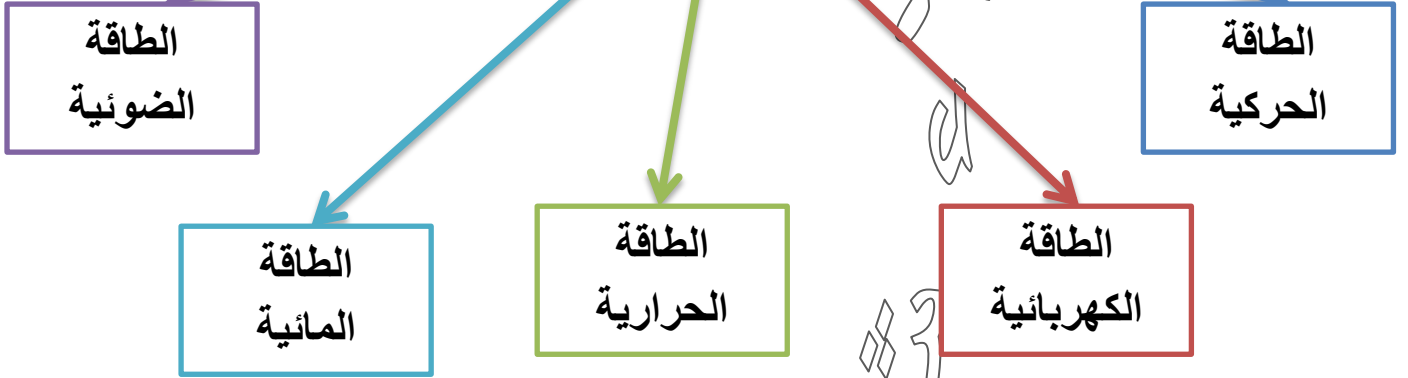 الطاقة
الحركية
الطاقة
الضوئية
الطاقة
الكهربائية
الطاقة
الحرارية
الطاقة
المائية